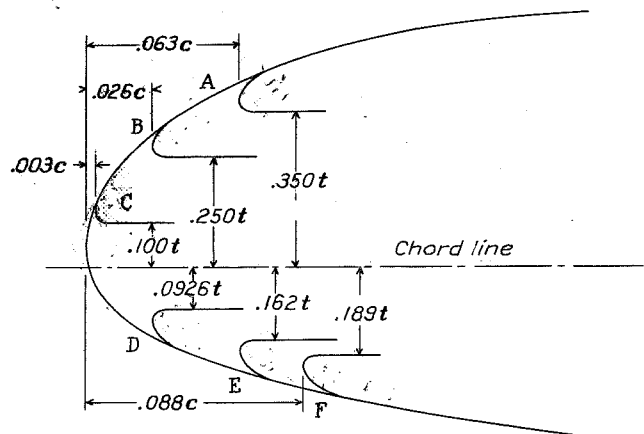 .063c
A
.026c
B
.003c
C
.350t
.250t
.100t
Chord line
.0926t
.162t
.189t
D
E
F
.088c